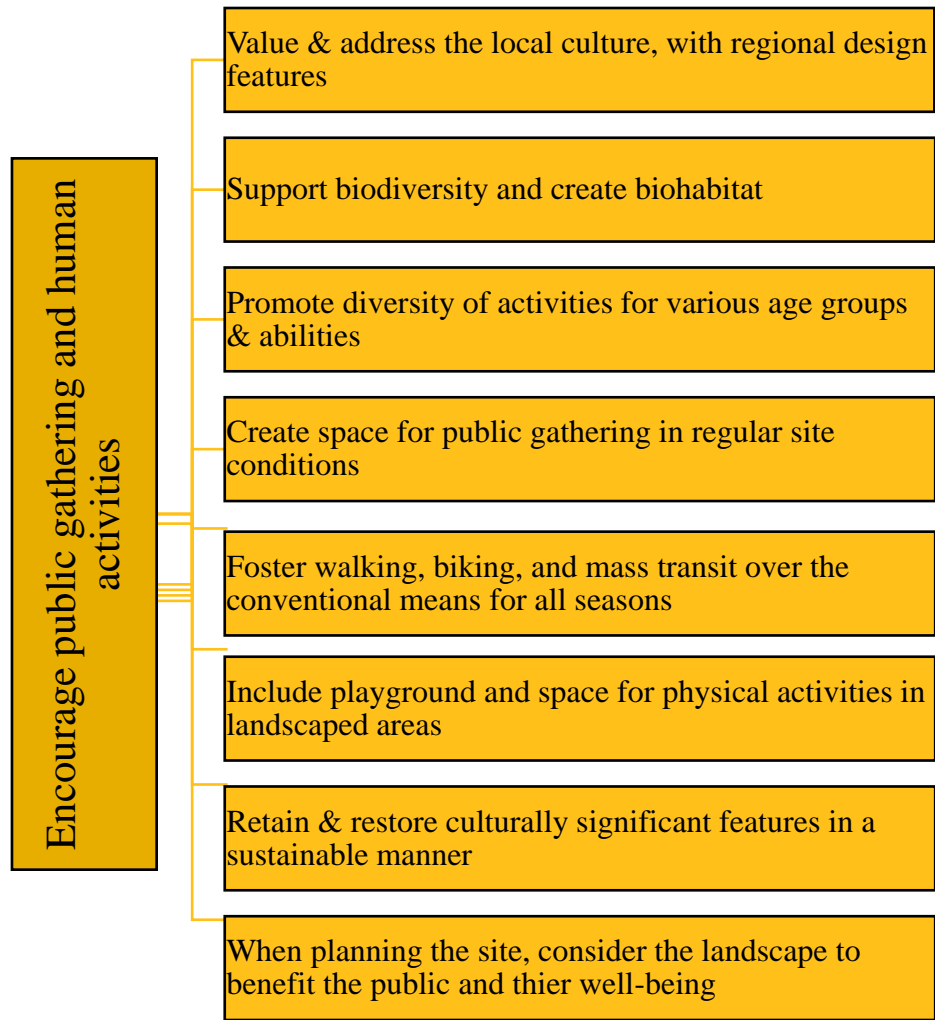 Encourage public gathering and human
activities
Value & address the local culture, with regional design
features
Support biodiversity and create biohabitat
Promote diversity of activities for various age groups
& abilities
Create space for public gathering in regular site
conditions
Foster walking, biking, and mass transit over the
conventional means for all seasons
Include playground and space for physical activities in
landscaped areas
Retain & restore culturally significant features in a
sustainable manner
When planning the site, consider the landscape to
benefit the public and thier well-being